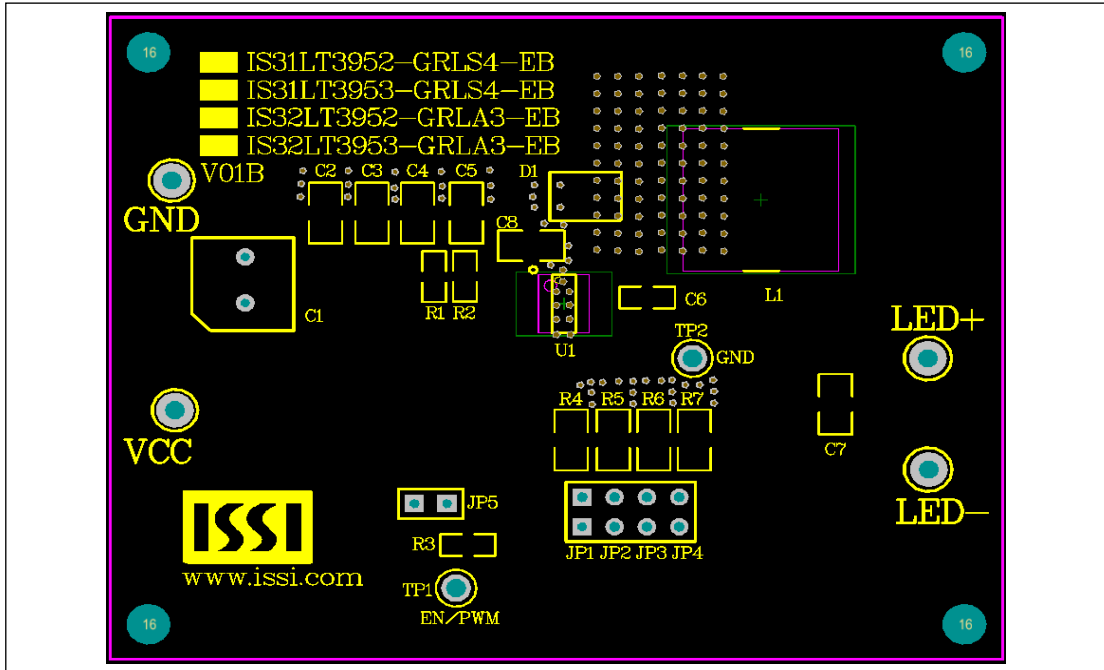 16
16
IS31LT3952-GRLS4-EB
IS31LT3953-GRLS4-EB
IS32LT3952-GRLA3-EB
IS32LT3953-GRLA3-EB
V01B
C2 C3 C4 C5 D1
GND
C8
C1
R1 R2
U1
C6
L1
TP2
GND
LED+
R4 R5 R6 R7
VCC
C7
LED-
JP5
ISSI
R3
JP1 JP2 JP3 JP4
www.issi.com
TP1
EN/PWM
16
16